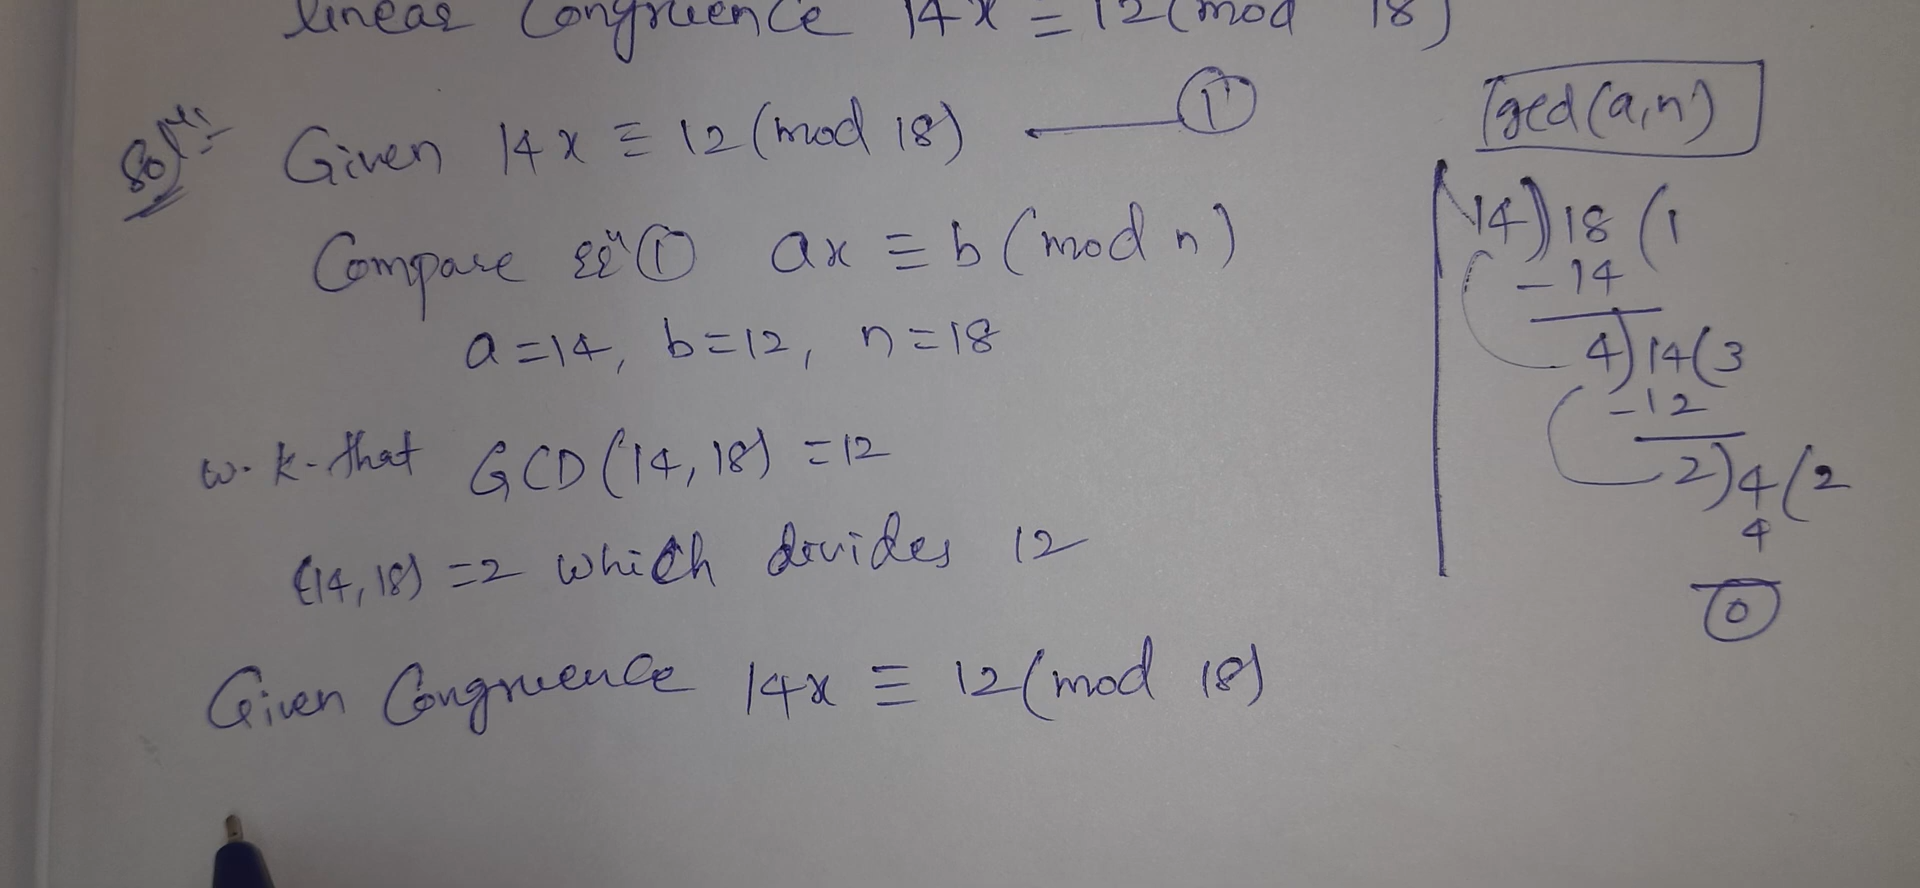 linear Congruence 14x ≡ 12(mod 18)
Solⁿ:-
Given 14x ≡ 12(mod 18) —— ①
Compare ① ax ≡ b (mod n)
a=14, b=12, n=18
w.k.that GCD(14,18) =12
(14,18) =2 which divides 12
Given Congruence 14x ≡ 12(mod 18)
gcd(a,n)
14)18(1
-14
4)14(3
-12
2)4(2
4
0